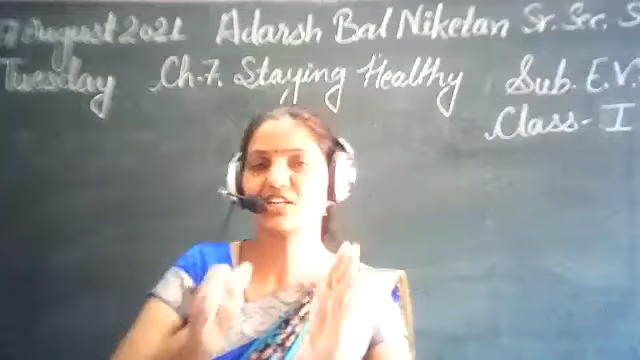 August 2021 Adarsh Bal Niketan Sr. Sec. S
Tuesday Ch-7. Staying Healthy Sub. E.V.
Class- I